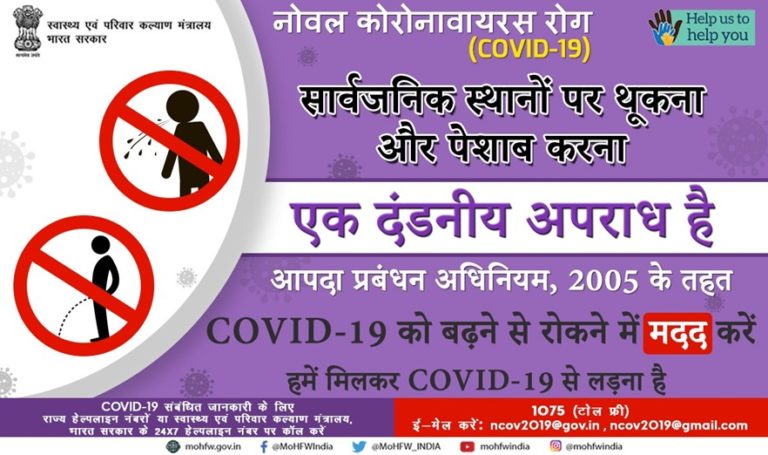 स्वास्थ्य एवं परिवार कल्याण मंत्रालय
भारत सरकार
नोवल कोरोनावायरस रोग
(COVID-19)
Help us to
help you
सार्वजनिक स्थानों पर थूकना
और पेशाब करना
एक दंडनीय अपराध है
आपदा प्रबंधन अधिनियम, 2005 के तहत
COVID-19 को बढ़ने से रोकने में मदद करें
हमें मिलकर COVID-19 से लड़ना है
COVID-19 संबंधित जानकारी के लिए
राज्य हेल्पलाइन नंबरों या स्वास्थ्य एवं परिवार कल्याण मंत्रालय,
भारत सरकार के 24X7 हेल्पलाइन नंबर पर कॉल करें
1075 (टोल फ्री)
ई-मेल करें: ncov2019@gov.in , ncov2019@gmail.com
mohfw.gov.in @MoHFWIndia @MoHFW_INDIA mohfwindia @mohfwindia